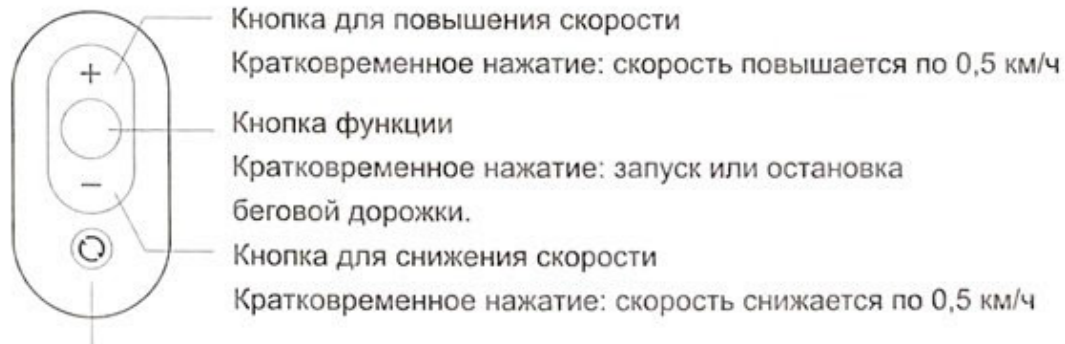 Кнопка для повышения скорости
+
Кратковременное нажатие: скорость повышается по 0,5 км/ч
Кнопка функции
Кратковременное нажатие: запуск или остановка
−
беговой дорожки.
Кнопка для снижения скорости
Кратковременное нажатие: скорость снижается по 0,5 км/ч